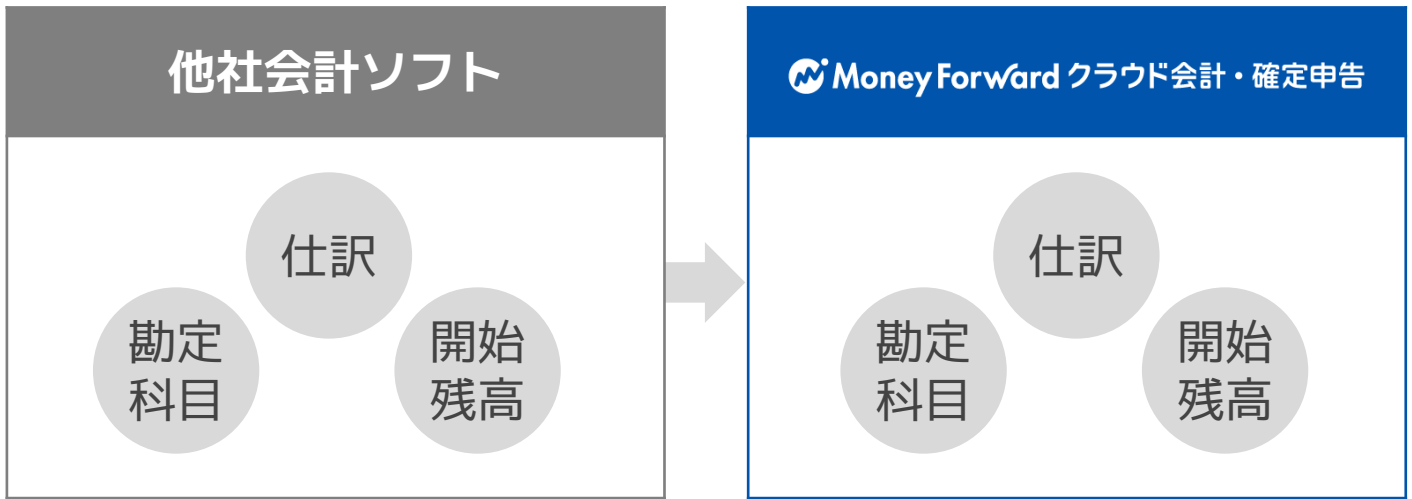 他社会計ソフト
仕訳
勘定
科目
開始
残高
Money Forward クラウド会計・確定申告
仕訳
勘定
科目
開始
残高